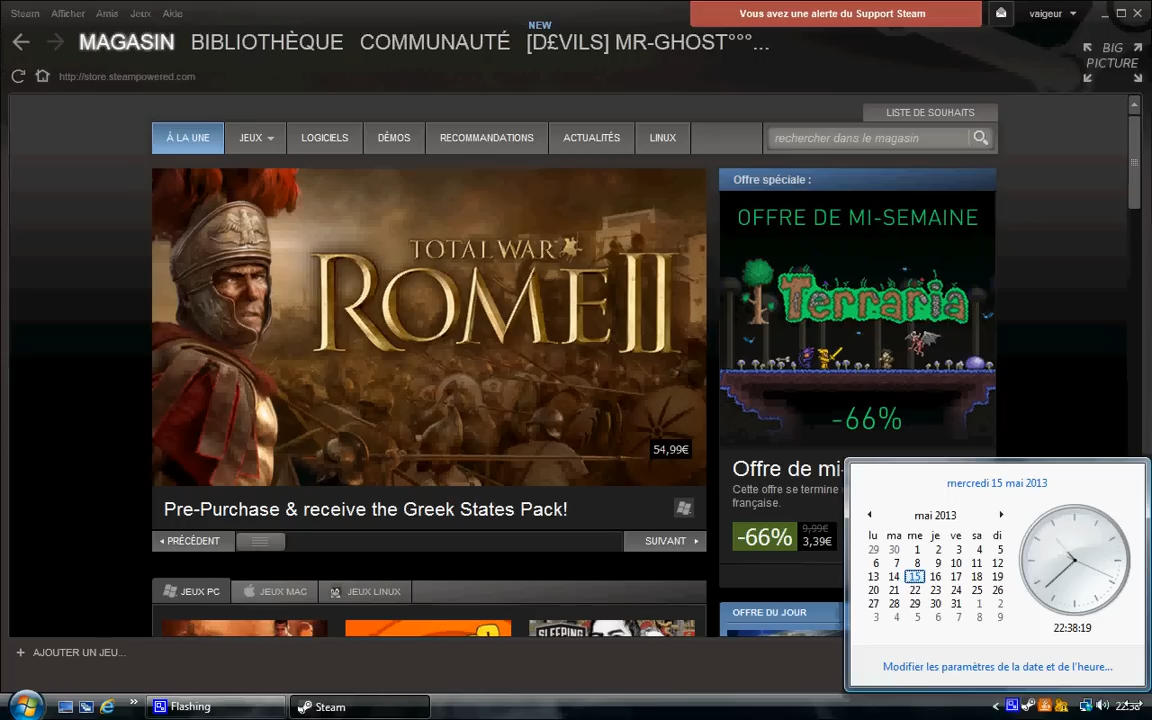 Steam Afficher Amis Jeux Aide
Vous avez une alerte du Support Steam
vaigeur
NEW
MAGASIN BIBLIOTHÈQUE COMMUNAUTÉ [D£VILS] MR-GHOST°°°...
BIG PICTURE
http://store.steampowered.com
LISTE DE SOUHAITS
À LA UNE JEUX LOGICIELS DÉMOS RECOMMANDATIONS ACTUALITÉS LINUX
rechercher dans le magasin
TOTAL WAR
ROME II
54,99€
Pre-Purchase & receive the Greek States Pack!
PRÉCÉDENT
SUIVANT
Offre spéciale :
OFFRE DE MI-SEMAINE
Terraria
-66%
Offre de mi-
Cette offre se termine
française.
-66% 9,99€ 3,39€
JEUX PC JEUX MAC JEUX LINUX
OFFRE DU JOUR
SLEEPING
AJOUTER UN JEU...
mercredi 15 mai 2013
mai 2013
lu ma me je ve sa di
29 30 1 2 3 4 5
6 7 8 9 10 11 12
13 14 15 16 17 18 19
20 21 22 23 24 25 26
27 28 29 30 31 1 2
3 4 5 6 7 8 9
22:38:19
Modifier les paramètres de la date et de l'heure...
Flashing
Steam
22:38